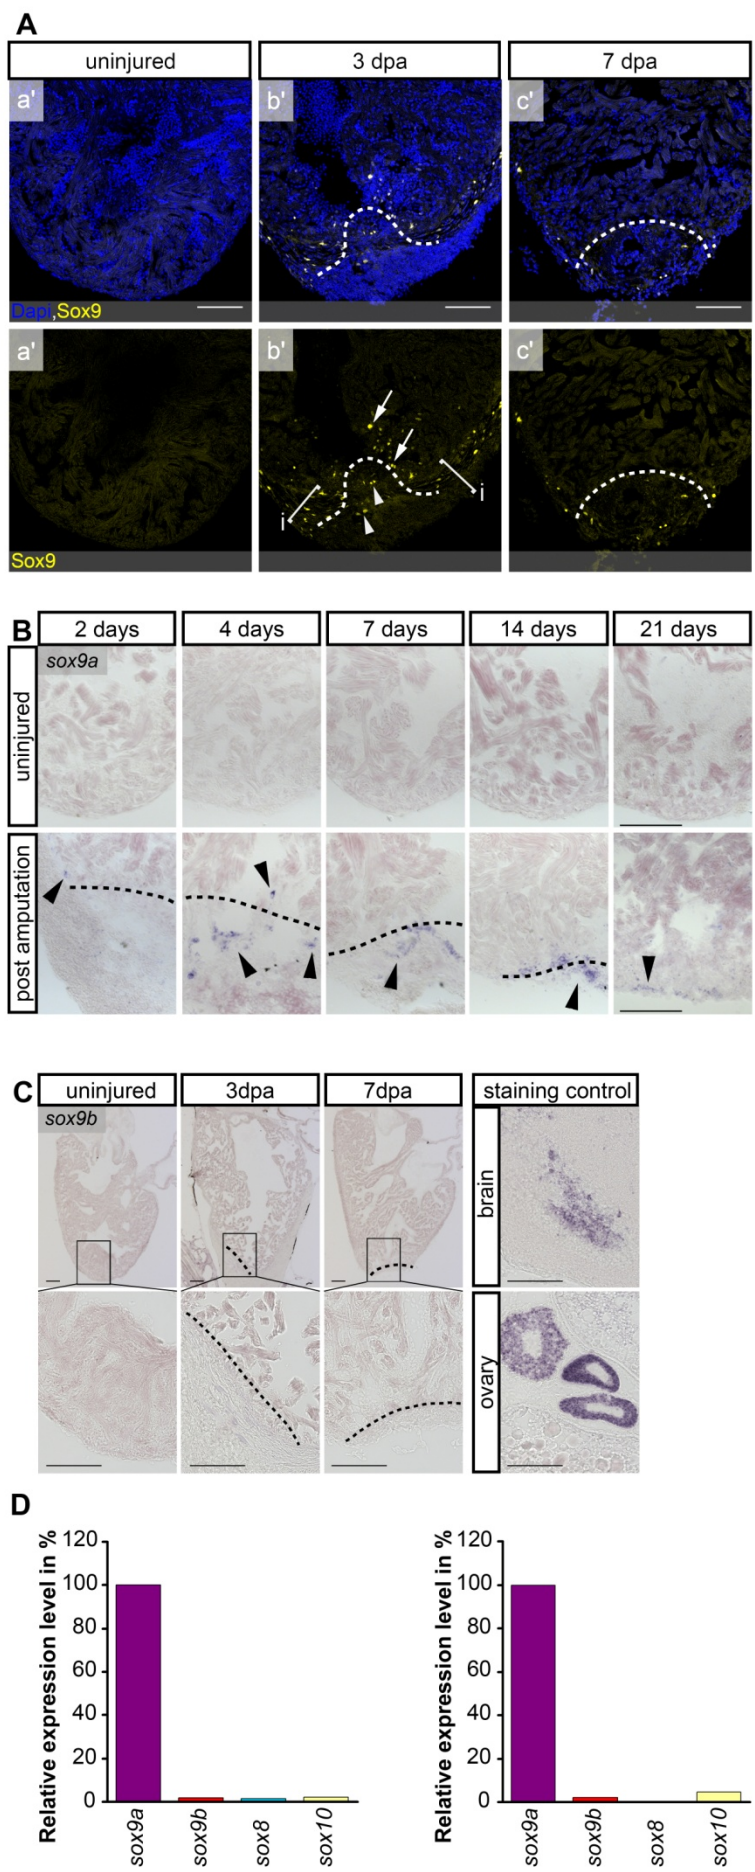 A
uninjured
3 dpa
7 dpa
a'
b'
c'
Dapi,Sox9
a'
b'
c'
i
i
Sox9
B
2 days
4 days
7 days
14 days
21 days
uninjured
sox9a
post amputation
C
uninjured
3dpa
7dpa
staining control
sox9b
brain
ovary
D
Relative expression level in %
120
100
80
60
40
20
0
sox9a
sox9b
sox8
sox10
Relative expression level in %
120
100
80
60
40
20
0
sox9a
sox9b
sox8
sox10